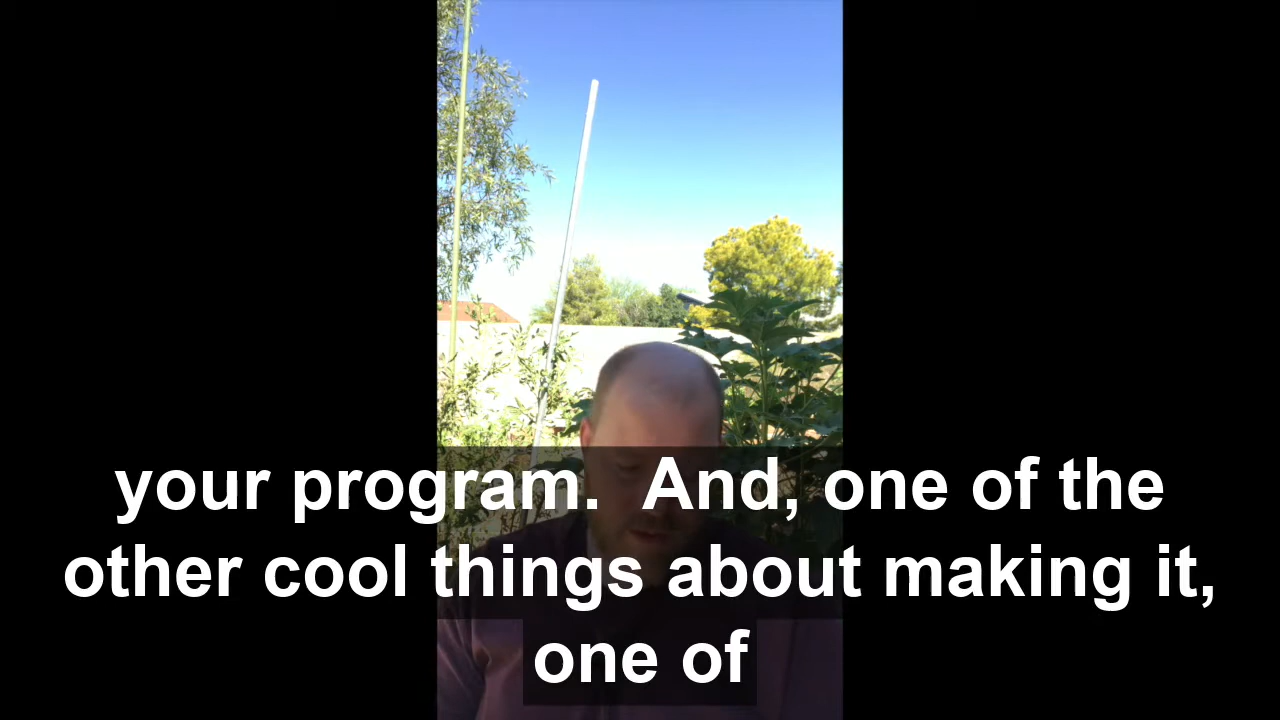 your program.  And, one of the
other cool things about making it,
one of